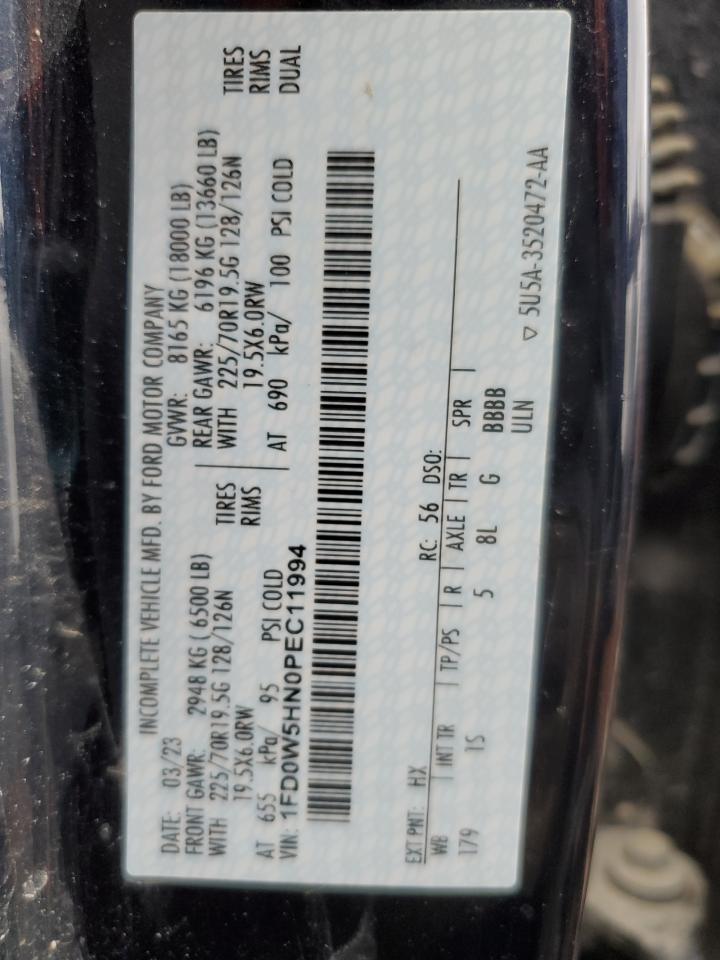 INCOMPLETE VEHICLE MFD. BY FORD MOTOR COMPANY
DATE: 03/23 GVWR: 8165 KG (18000 LB)
FRONT GAWR: 2948 KG ( 6500 LB) REAR GAWR: 6196 KG (13660 LB)
WITH 225/70R19.5G 128/126N TIRES WITH 225/70R19.5G 128/126N TIRES
19.5X6.0RW RIMS 19.5X6.0RW RIMS
AT 655 kPa/ 95 PSI COLD AT 690 kPa/ 100 PSI COLD DUAL
VIN: 1FD0W5HN0PEC11994
EXT PNT: HX RC: 56 DSO:
WB INT TR TP/PS R AXLE TR SPR
179 1S 5 8L G BBBB
ULN
▽ 5U5A-3520472-AA